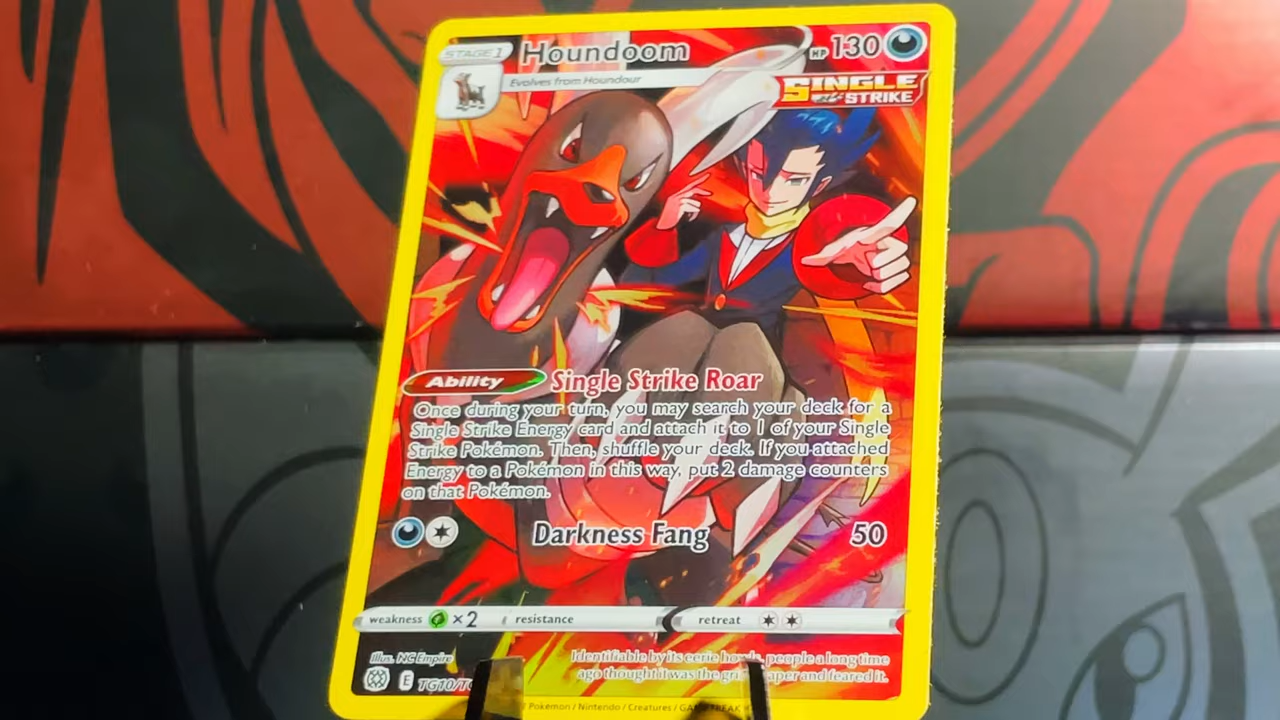 STAGE 1 Houndoom HP 130
Evolves from Houndour
SINGLE
STRIKE
Ability Single Strike Roar
Once during your turn, you may search your deck for a
Single Strike Energy card and attach it to 1 of your Single
Strike Pokémon. Then, shuffle your deck. If you attached
Energy to a Pokémon in this way, put 2 damage counters
on that Pokémon.
Darkness Fang 50
weakness ×2 resistance retreat
Illus. NC Empire
Identifiable by its eerie howls, people a long time
ago thought it was the grim reaper and feared it.
E TG10/TG
Pokémon / Nintendo / Creatures / GAME FREAK